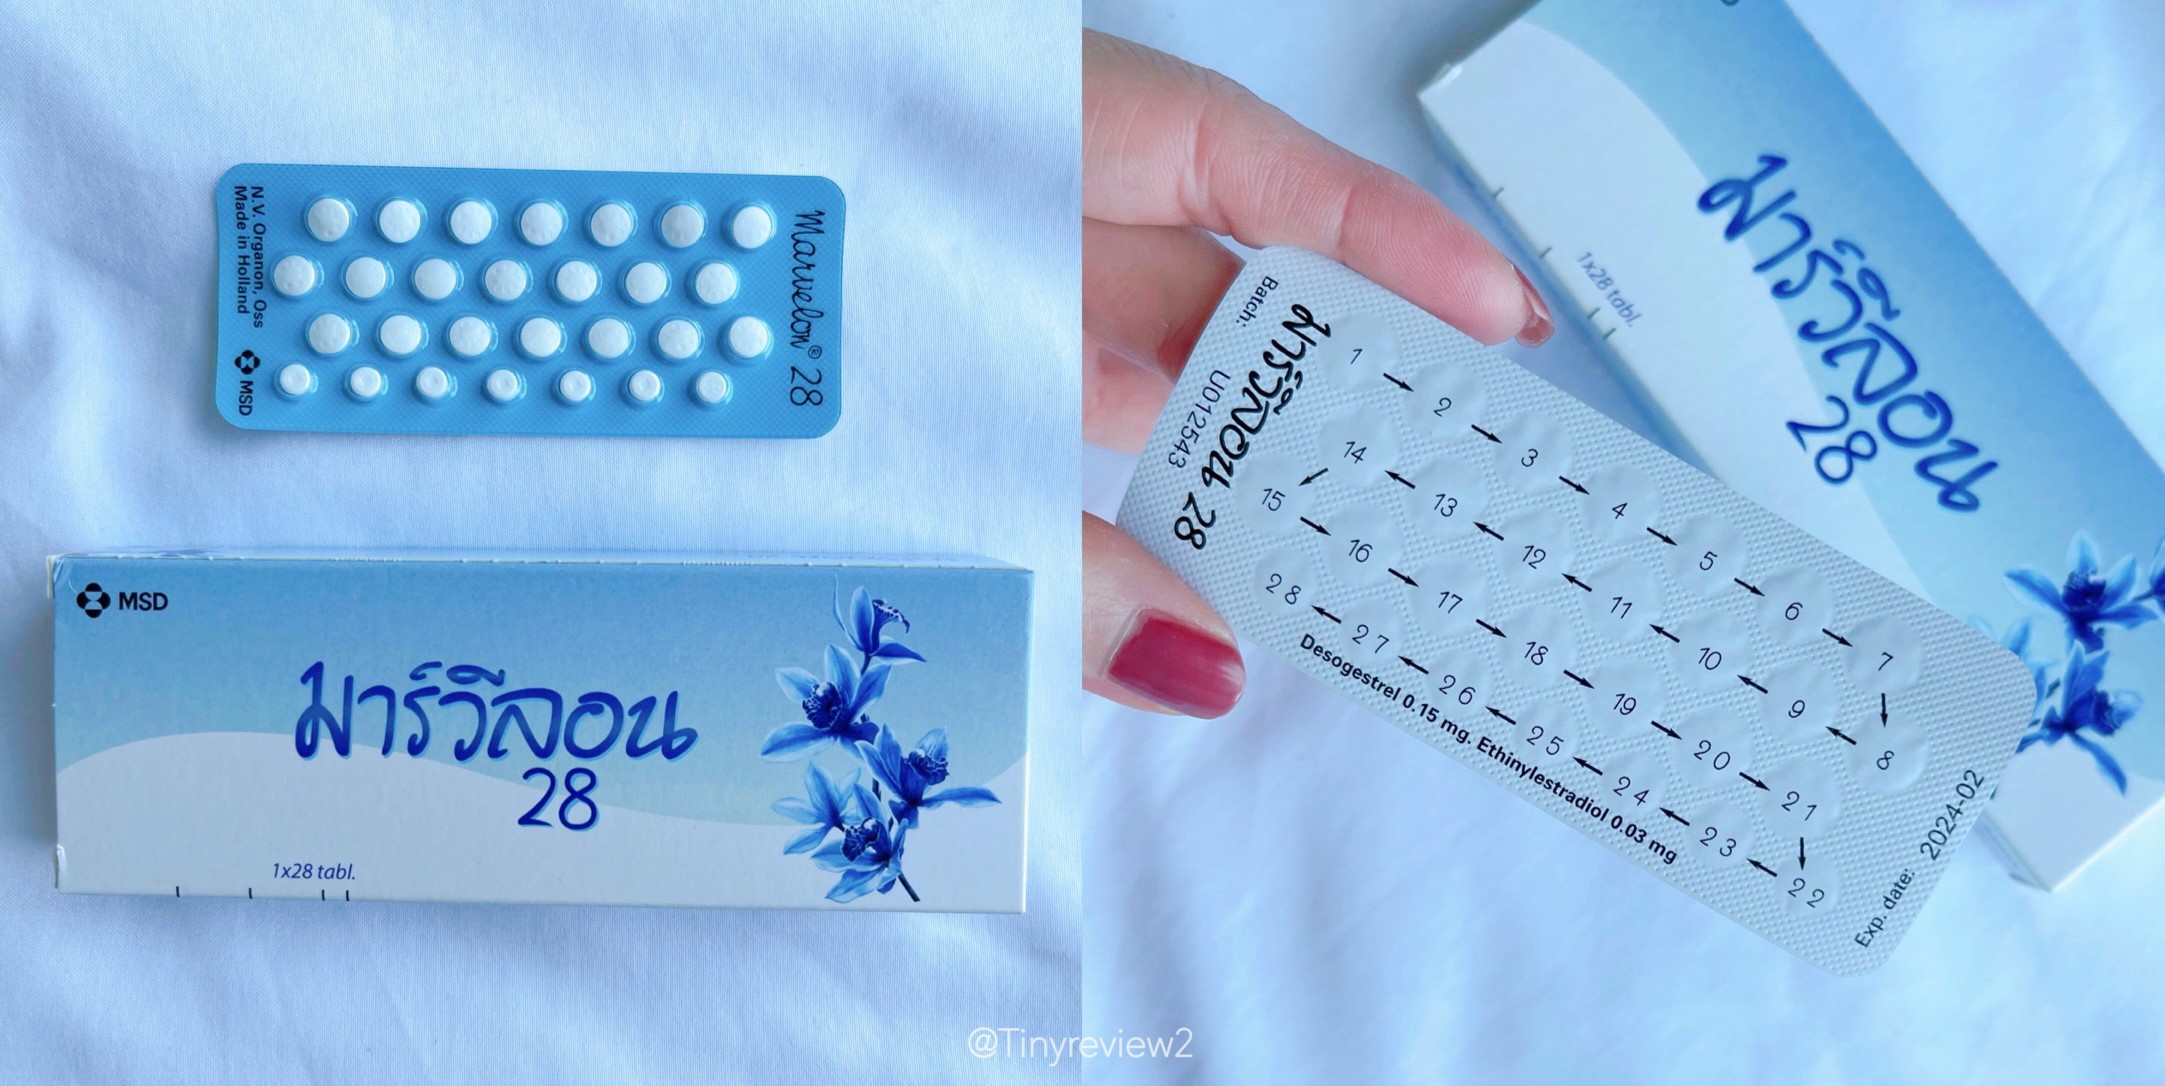 N.V. Organon, Oss
Made in Holland
MSD
Marvelon® 28
MSD
มาร์วีลอน
28
1x28 tabl.
Batch: U012543
มาร์วีลอน 28
1 → 2 → 3 → 4 → 5 → 6 → 7
14 ← 13 ← 12 ← 11 ← 10 ← 9 ← 8
15 → 16 → 17 → 18 → 19 → 20 → 21
28 ← 27 ← 26 ← 25 ← 24 ← 23 ← 22
Desogestrel 0.15 mg. Ethinylestradiol 0.03 mg
Exp. date: 2024-02
มาร์วีลอน
28
1x28 tabl.
@Tinyreview2